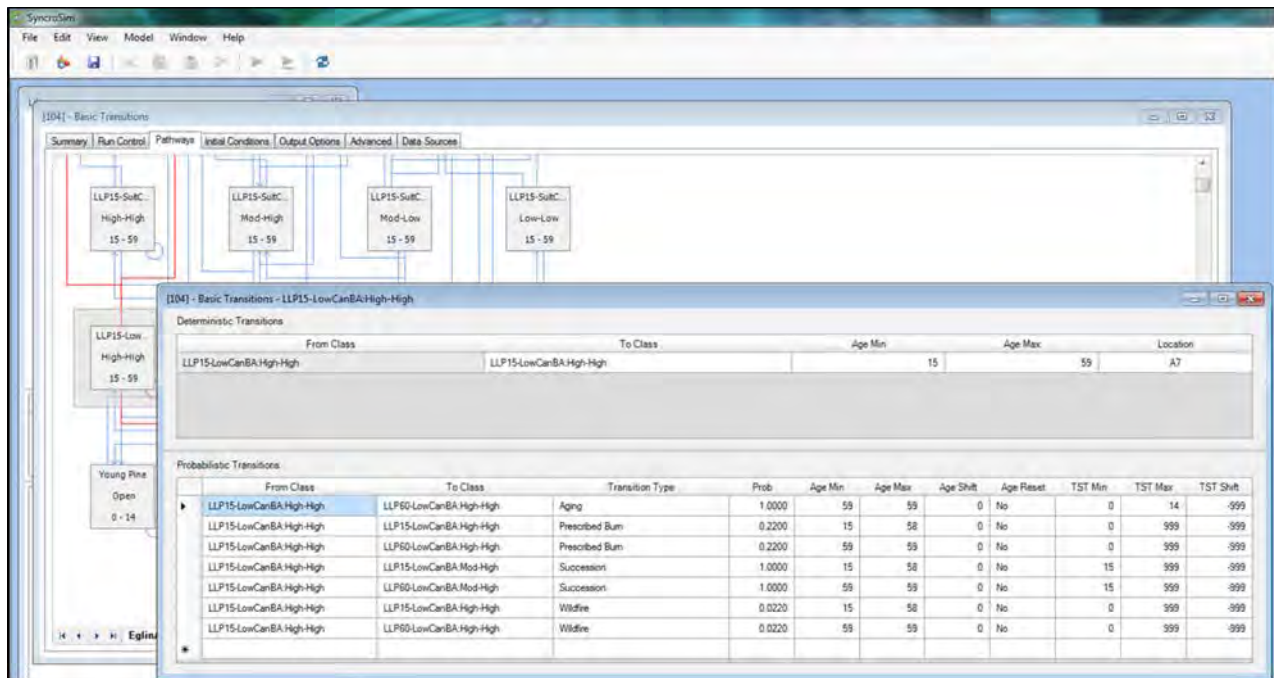 SyncroSim
File Edit View Model Window Help
[104] - Basic Transitions
Summary Run Control Pathways Initial Conditions Output Options Advanced Data Sources
LLP15-SuitC... LLP15-SuitC... LLP15-SuitC... LLP15-SuitC...
High-High Mod-High Mod-Low Low-Low
15 - 59 15 - 59 15 - 59 15 - 59
[104] - Basic Transitions - LLP15-LowCanBA:High-High
Deterministic Transitions
From Class To Class Age Min Age Max Location
LLP15-LowCanBA:High-High LLP15-LowCanBA:High-High 15 59 A7
LLP15-Low
High-High
15 - 59
Young Pine
Open
0 - 14
Probabilistic Transitions
From Class To Class Transition Type Prob Age Min Age Max Age Shift Age Reset TST Min TST Max TST Shift
LLP15-LowCanBA:High-High LLP60-LowCanBA:High-High Aging 1.0000 59 59 0 No 0 14 -999
LLP15-LowCanBA:High-High LLP15-LowCanBA:High-High Prescribed Burn 0.2200 15 58 0 No 0 999 -999
LLP15-LowCanBA:High-High LLP60-LowCanBA:High-High Prescribed Burn 0.2200 59 59 0 No 0 999 -999
LLP15-LowCanBA:High-High LLP15-LowCanBA:Mod-High Succession 1.0000 15 58 0 No 15 999 -999
LLP15-LowCanBA:High-High LLP60-LowCanBA:Mod-High Succession 1.0000 59 59 0 No 15 999 -999
LLP15-LowCanBA:High-High LLP15-LowCanBA:High-High Wildfire 0.0220 15 58 0 No 0 999 -999
LLP15-LowCanBA:High-High LLP60-LowCanBA:High-High Wildfire 0.0220 59 59 0 No 0 999 -999
Eglin